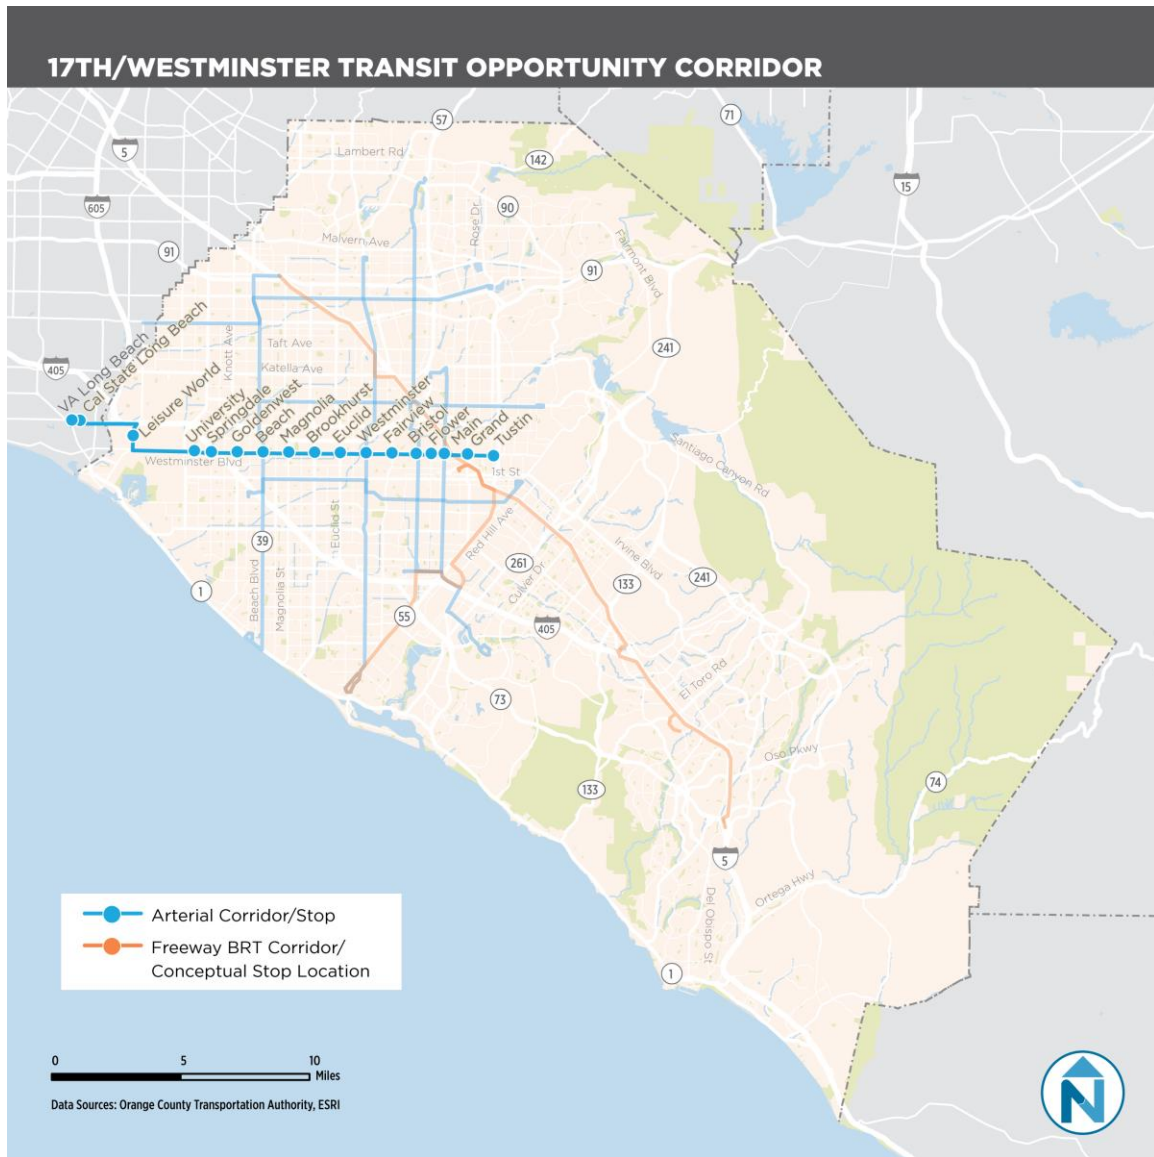 17TH/WESTMINSTER TRANSIT OPPORTUNITY CORRIDOR
57
71
5
Lambert Rd
142
15
605
90
Rose Dr
Malvern Ave
91
Fairmont Blvd
91
241
Knott Ave
Taft Ave
Katella Ave
405
VA Long Beach
Cal State Long Beach
Leisure World
University
Springdale
Goldenwest
Beach
Magnolia
Brookhurst
Euclid
Westminster
Fairview
Bristol
Flower
Main
Grand
Tustin
Westminster Blvd
1st St
Santiago Canyon Rd
Euclid St
39
Red Hill Ave
Irvine Blvd
261
Culver Dr
133
241
1
Beach Blvd
Magnolia St
55
405
El Toro Rd
73
Oso Pkwy
133
74
5
Ortega Hwy
Del Obispo St
1
Arterial Corridor/Stop
Freeway BRT Corridor/
Conceptual Stop Location
0 5 10
Miles
Data Sources: Orange County Transportation Authority, ESRI
N